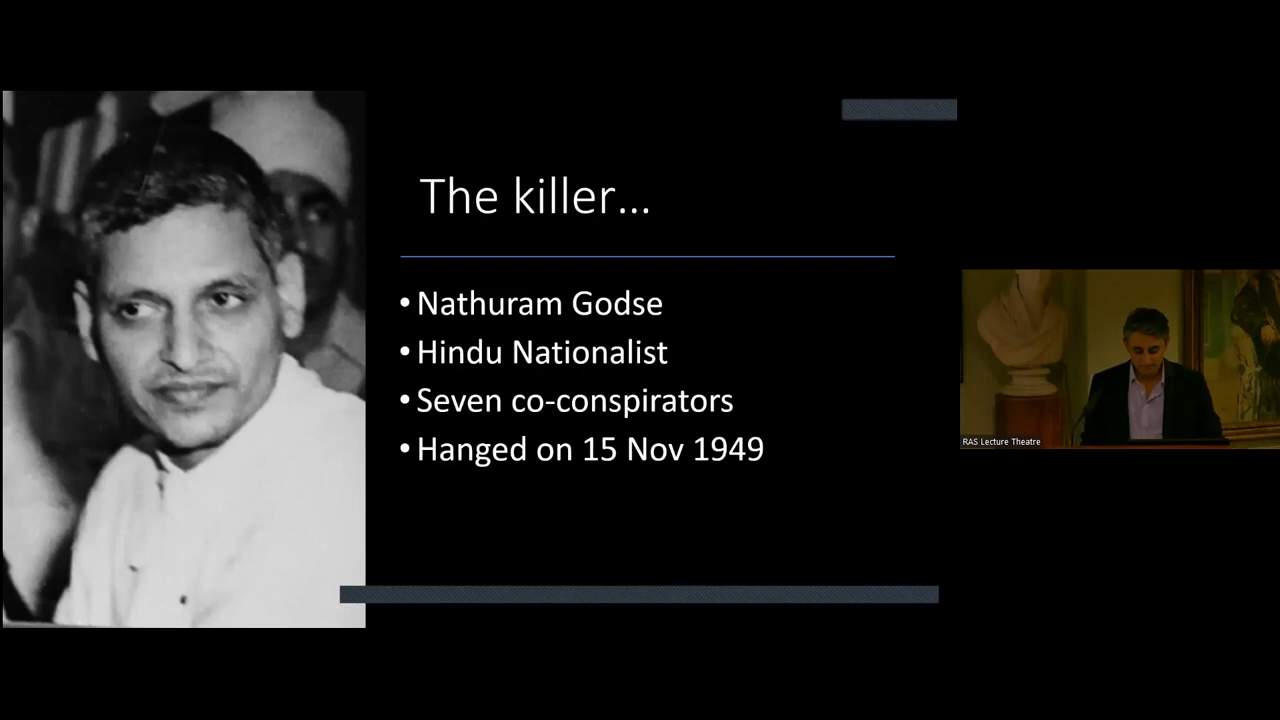 The killer...
• Nathuram Godse
• Hindu Nationalist
• Seven co-conspirators
• Hanged on 15 Nov 1949
RAS Lecture Theatre